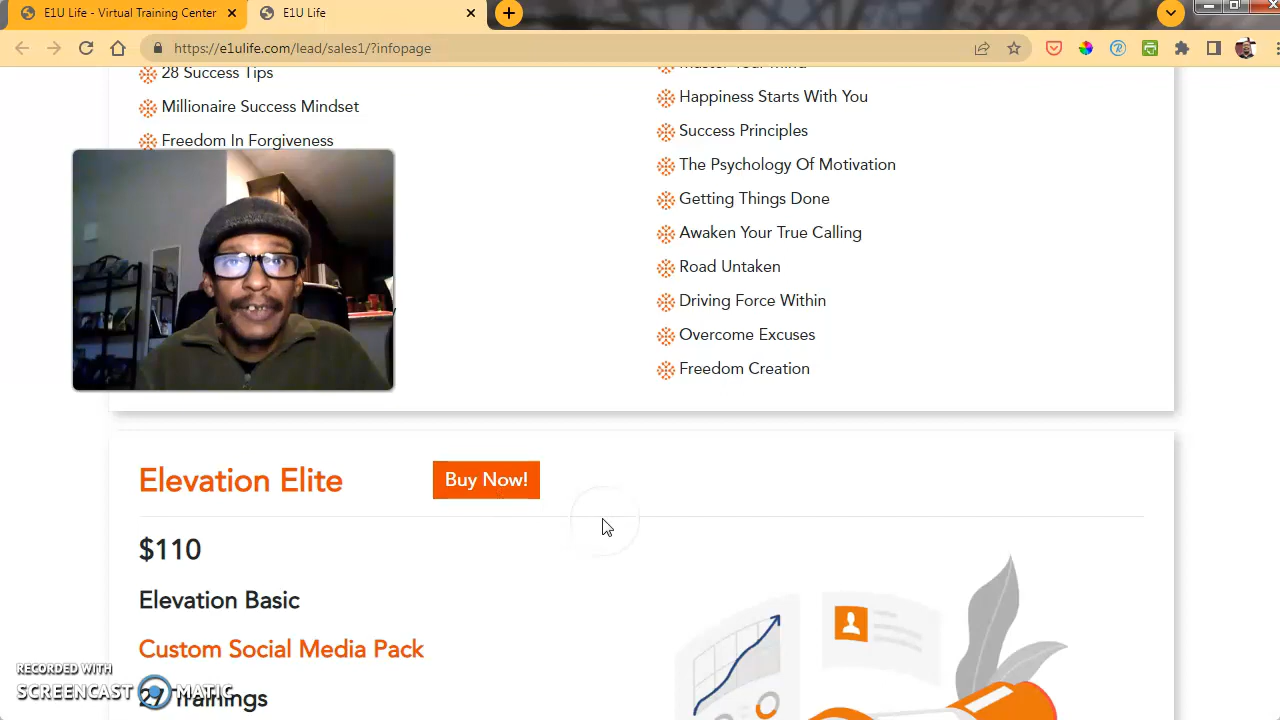 E1U Life - Virtual Training Center
E1U Life
https://e1ulife.com/lead/sales1/?infopage
28 Success Tips
Millionaire Success Mindset
Freedom In Forgiveness
Master Your Mind
Happiness Starts With You
Success Principles
The Psychology Of Motivation
Getting Things Done
Awaken Your True Calling
Road Untaken
Driving Force Within
Overcome Excuses
Freedom Creation
Elevation Elite
Buy Now!
$110
Elevation Basic
Custom Social Media Pack
27 Trainings
RECORDED WITH
SCREENCAST MATIC